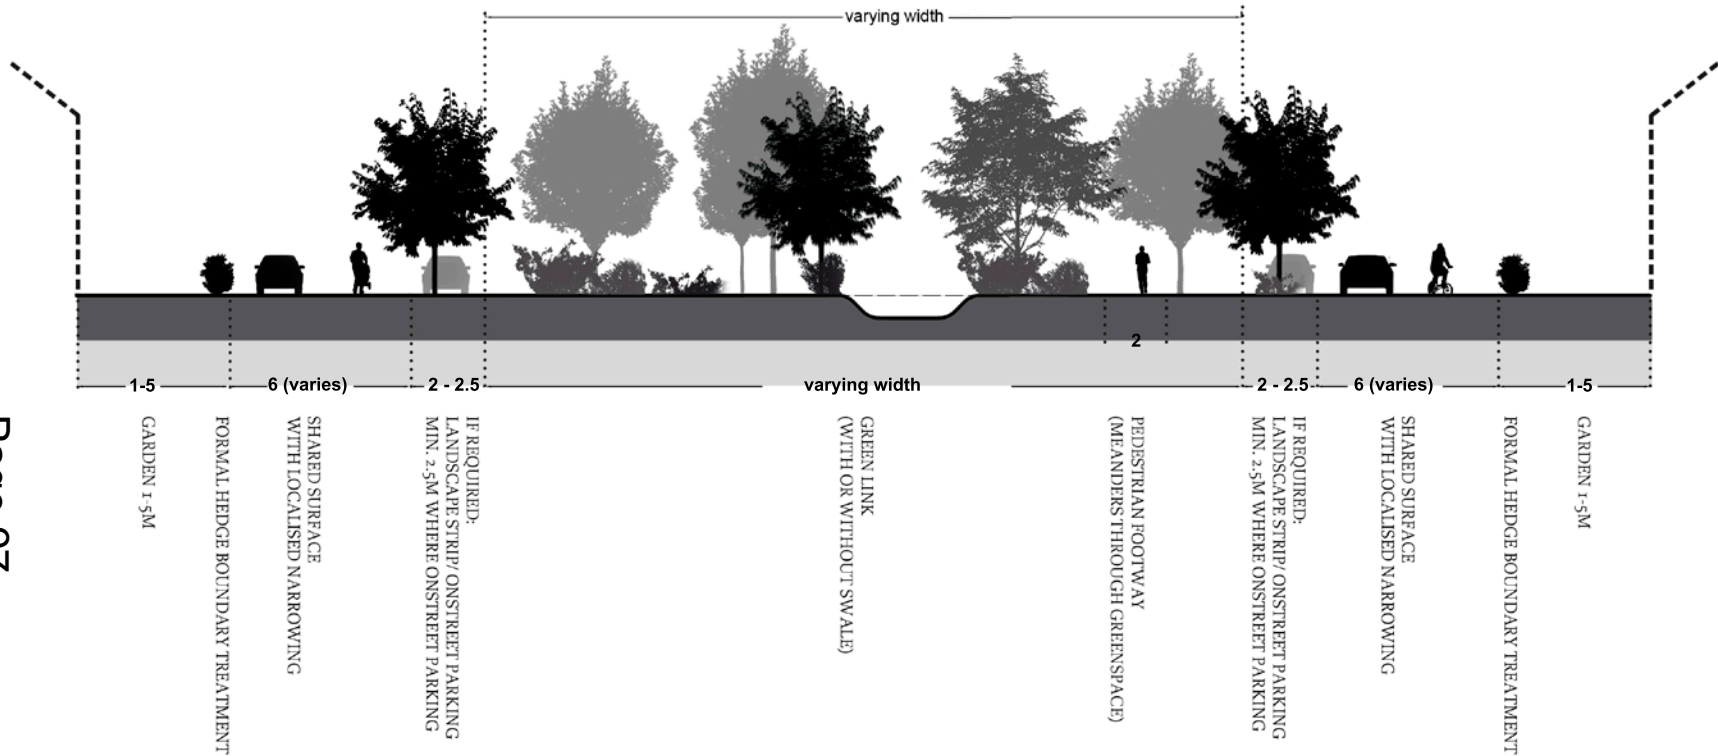 varying width
2
1-5
6 (varies)
2 - 2.5
varying width
2 - 2.5
6 (varies)
1-5
GARDEN 1-5M
FORMAL HEDGE BOUNDARY TREATMENT
SHARED SURFACE
WITH LOCALISED NARROWING
IF REQUIRED:
LANDSCAPE STRIP/ ONSTREET PARKING
MIN. 2.5M WHERE ONSTREET PARKING
GREEN LINK
(WITH OR WITHOUT SWALE)
PEDESTRIAN FOOTWAY
(MEANDERS THROUGH GREENSPACE)
IF REQUIRED:
LANDSCAPE STRIP/ ONSTREET PARKING
MIN. 2.5M WHERE ONSTREET PARKING
SHARED SURFACE
WITH LOCALISED NARROWING
FORMAL HEDGE BOUNDARY TREATMENT
GARDEN 1-5M